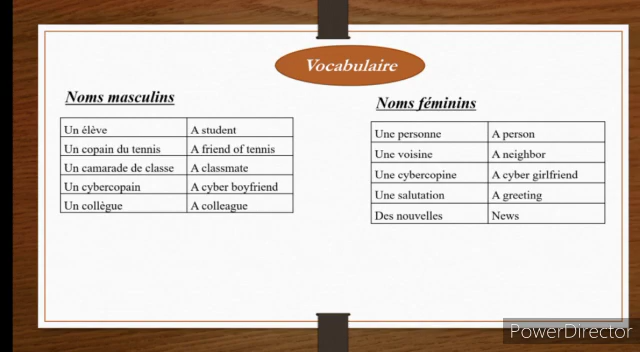 Vocabulaire
Noms masculins
Un élève A student
Un copain du tennis A friend of tennis
Un camarade de classe A classmate
Un cybercopain A cyber boyfriend
Un collègue A colleague
Noms féminins
Une personne A person
Une voisine A neighbor
Une cybercopine A cyber girlfriend
Une salutation A greeting
Des nouvelles News
PowerDirector